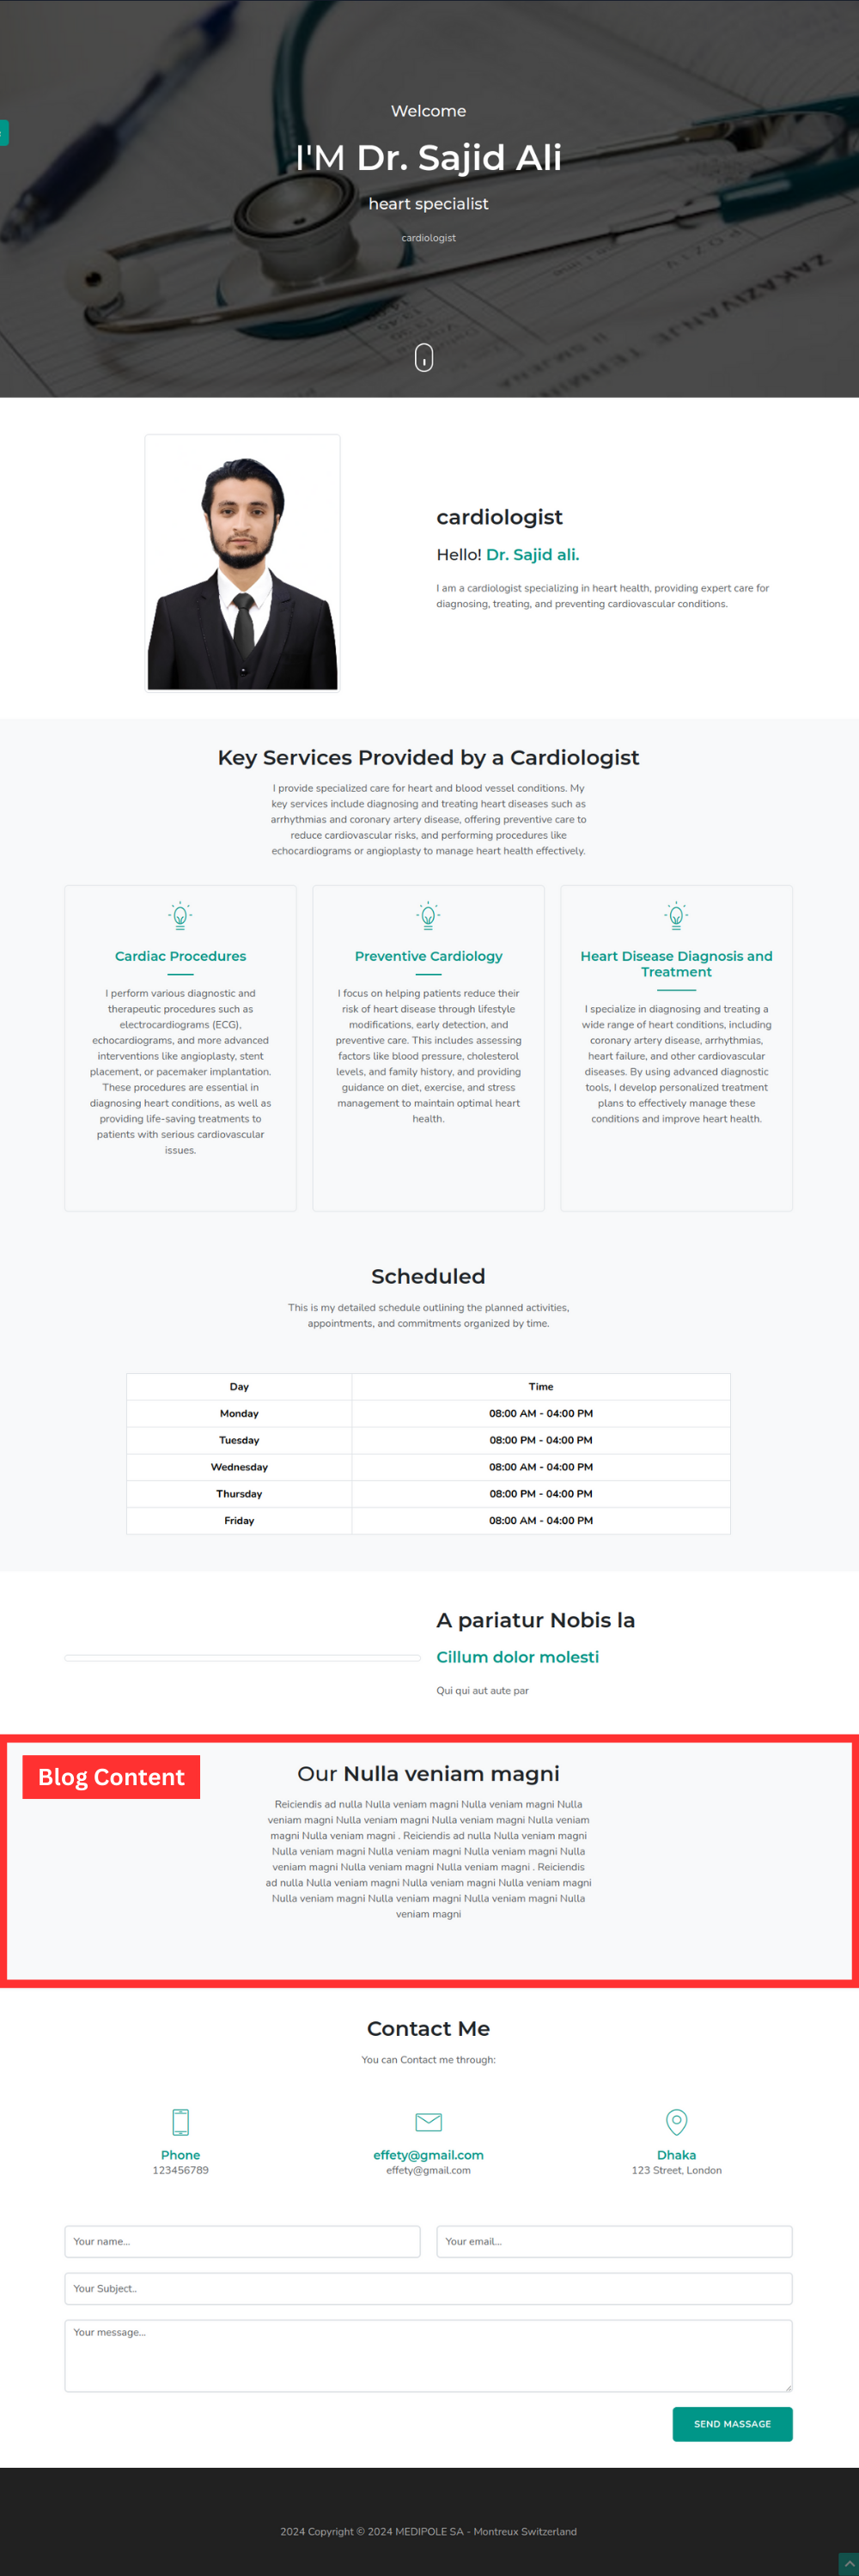 Welcome
I'M Dr. Sajid Ali
heart specialist
cardiologist
cardiologist
Hello! Dr. Sajid ali.
I am a cardiologist specializing in heart health, providing expert care for
diagnosing, treating, and preventing cardiovascular conditions.
Key Services Provided by a Cardiologist
I provide specialized care for heart and blood vessel conditions. My
key services include diagnosing and treating heart diseases such as
arrhythmias and coronary artery disease, offering preventive care to
reduce cardiovascular risks, and performing procedures like
echocardiograms or angioplasty to manage heart health effectively.
Cardiac Procedures
I perform various diagnostic and
therapeutic procedures such as
electrocardiograms (ECG),
echocardiograms, and more advanced
interventions like angioplasty, stent
placement, or pacemaker implantation.
These procedures are essential in
diagnosing heart conditions, as well as
providing life-saving treatments to
patients with serious cardiovascular
issues.
Preventive Cardiology
I focus on helping patients reduce their
risk of heart disease through lifestyle
modifications, early detection, and
preventive care. This includes assessing
factors like blood pressure, cholesterol
levels, and family history, and providing
guidance on diet, exercise, and stress
management to maintain optimal heart
health.
Heart Disease Diagnosis and
Treatment
I specialize in diagnosing and treating a
wide range of heart conditions, including
coronary artery disease, arrhythmias,
heart failure, and other cardiovascular
diseases. By using advanced diagnostic
tools, I develop personalized treatment
plans to effectively manage these
conditions and improve heart health.
Scheduled
This is my detailed schedule outlining the planned activities,
appointments, and commitments organized by time.
Day Time
Monday 08:00 AM - 04:00 PM
Tuesday 08:00 PM - 04:00 PM
Wednesday 08:00 AM - 04:00 PM
Thursday 08:00 PM - 04:00 PM
Friday 08:00 AM - 04:00 PM
A pariatur Nobis la
Cillum dolor molesti
Qui qui aut aute par
Blog Content
Our Nulla veniam magni
Reiciendis ad nulla Nulla veniam magni Nulla veniam magni Nulla
veniam magni Nulla veniam magni Nulla veniam magni Nulla veniam
magni Nulla veniam magni . Reiciendis ad nulla Nulla veniam magni
Nulla veniam magni Nulla veniam magni Nulla veniam magni Nulla
veniam magni Nulla veniam magni Nulla veniam magni . Reiciendis
ad nulla Nulla veniam magni Nulla veniam magni Nulla veniam magni
Nulla veniam magni Nulla veniam magni Nulla veniam magni Nulla
veniam magni
Contact Me
You can Contact me through:
Phone
123456789
effety@gmail.com
effety@gmail.com
Dhaka
123 Street, London
Your name...
Your email...
Your Subject..
Your message...
SEND MASSAGE
2024 Copyright © 2024 MEDIPOLE SA - Montreux Switzerland